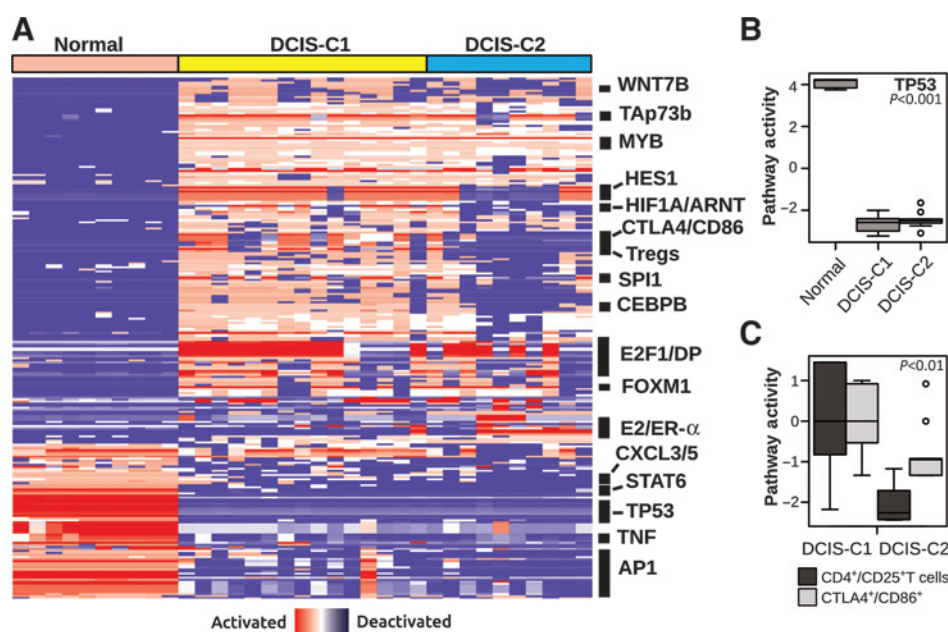 A
Normal
DCIS-C1
DCIS-C2
WNT7B
TAp73b
MYB
HES1
HIF1A/ARNT
CTLA4/CD86
Tregs
SPI1
CEBPB
E2F1/DP
FOXM1
E2/ER-α
CXCL3/5
STAT6
TP53
TNF
AP1
Activated
Deactivated
B
TP53
P<0.001
Pathway activity
4
2
0
−2
Normal
DCIS-C1
DCIS-C2
C
P<0.01
Pathway activity
1
0
-1
−2
DCIS-C1 DCIS-C2
CD4⁺/CD25⁺T cells
CTLA4⁺/CD86⁺